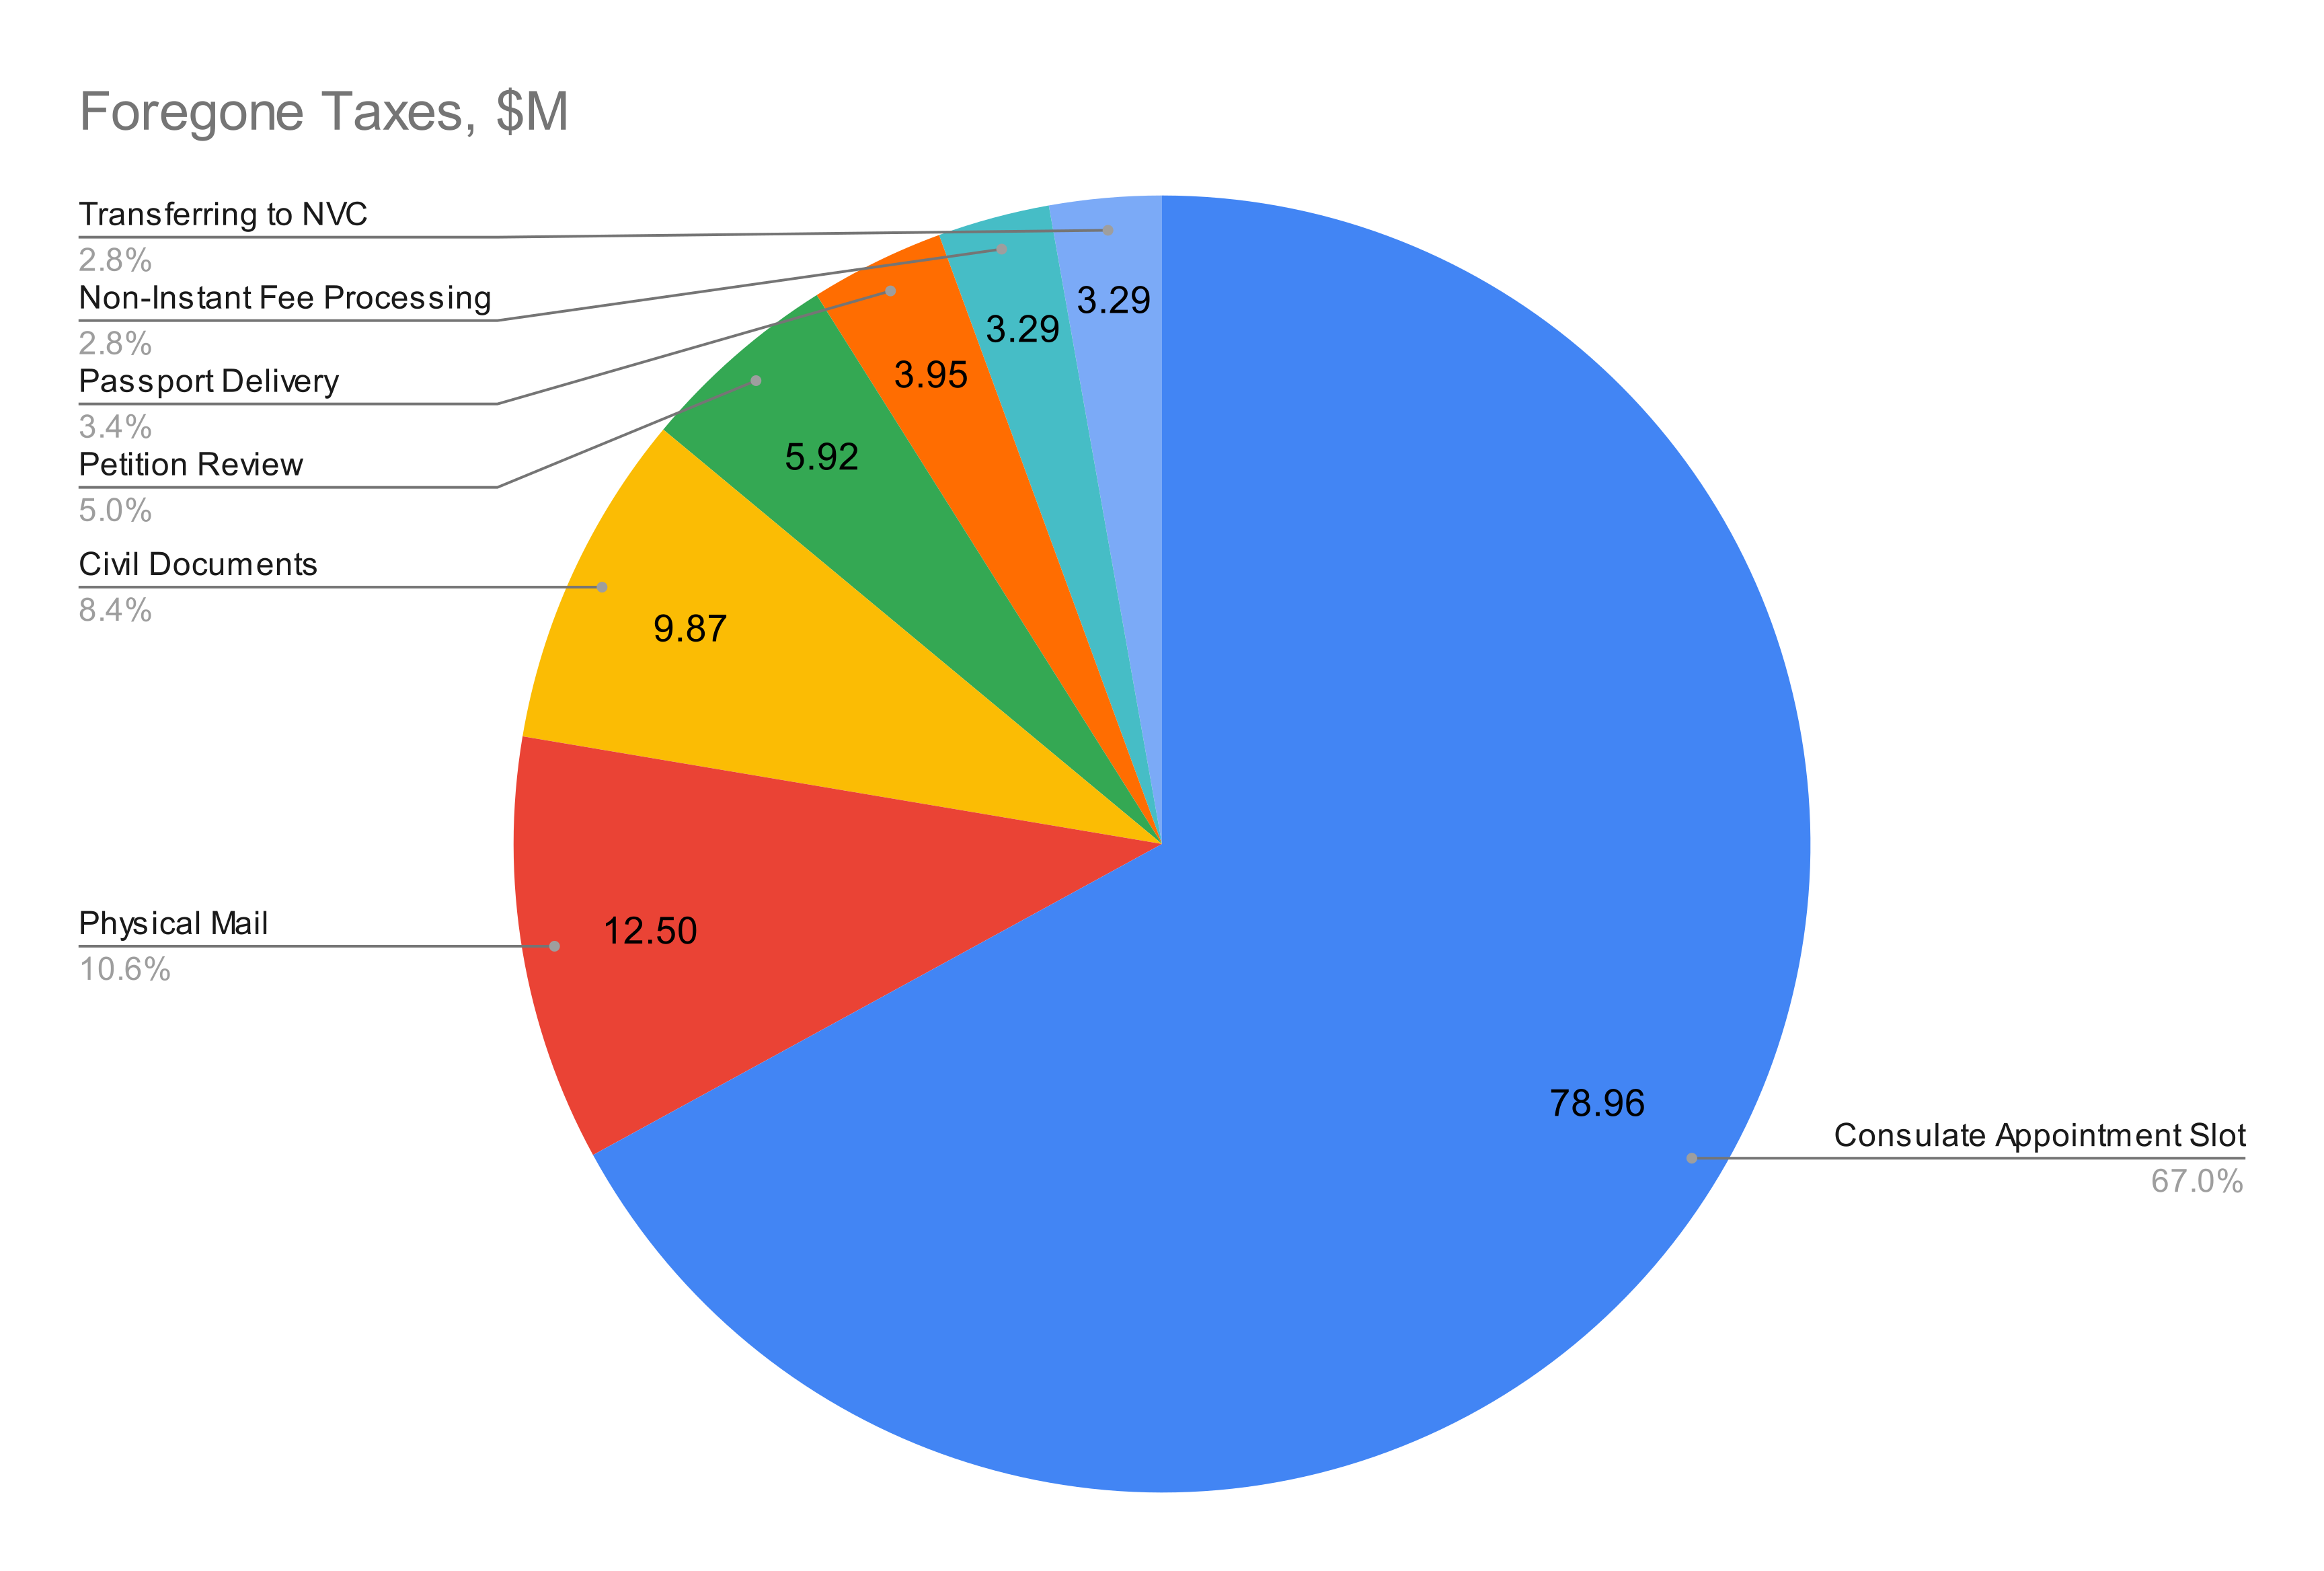 Foregone Taxes, $M
Transferring to NVC
2.8%
Non-Instant Fee Processing
2.8%
Passport Delivery
3.4%
Petition Review
5.0%
Civil Documents
8.4%
Physical Mail
10.6%
3.29
3.29
3.95
5.92
9.87
12.50
78.96
Consulate Appointment Slot
67.0%